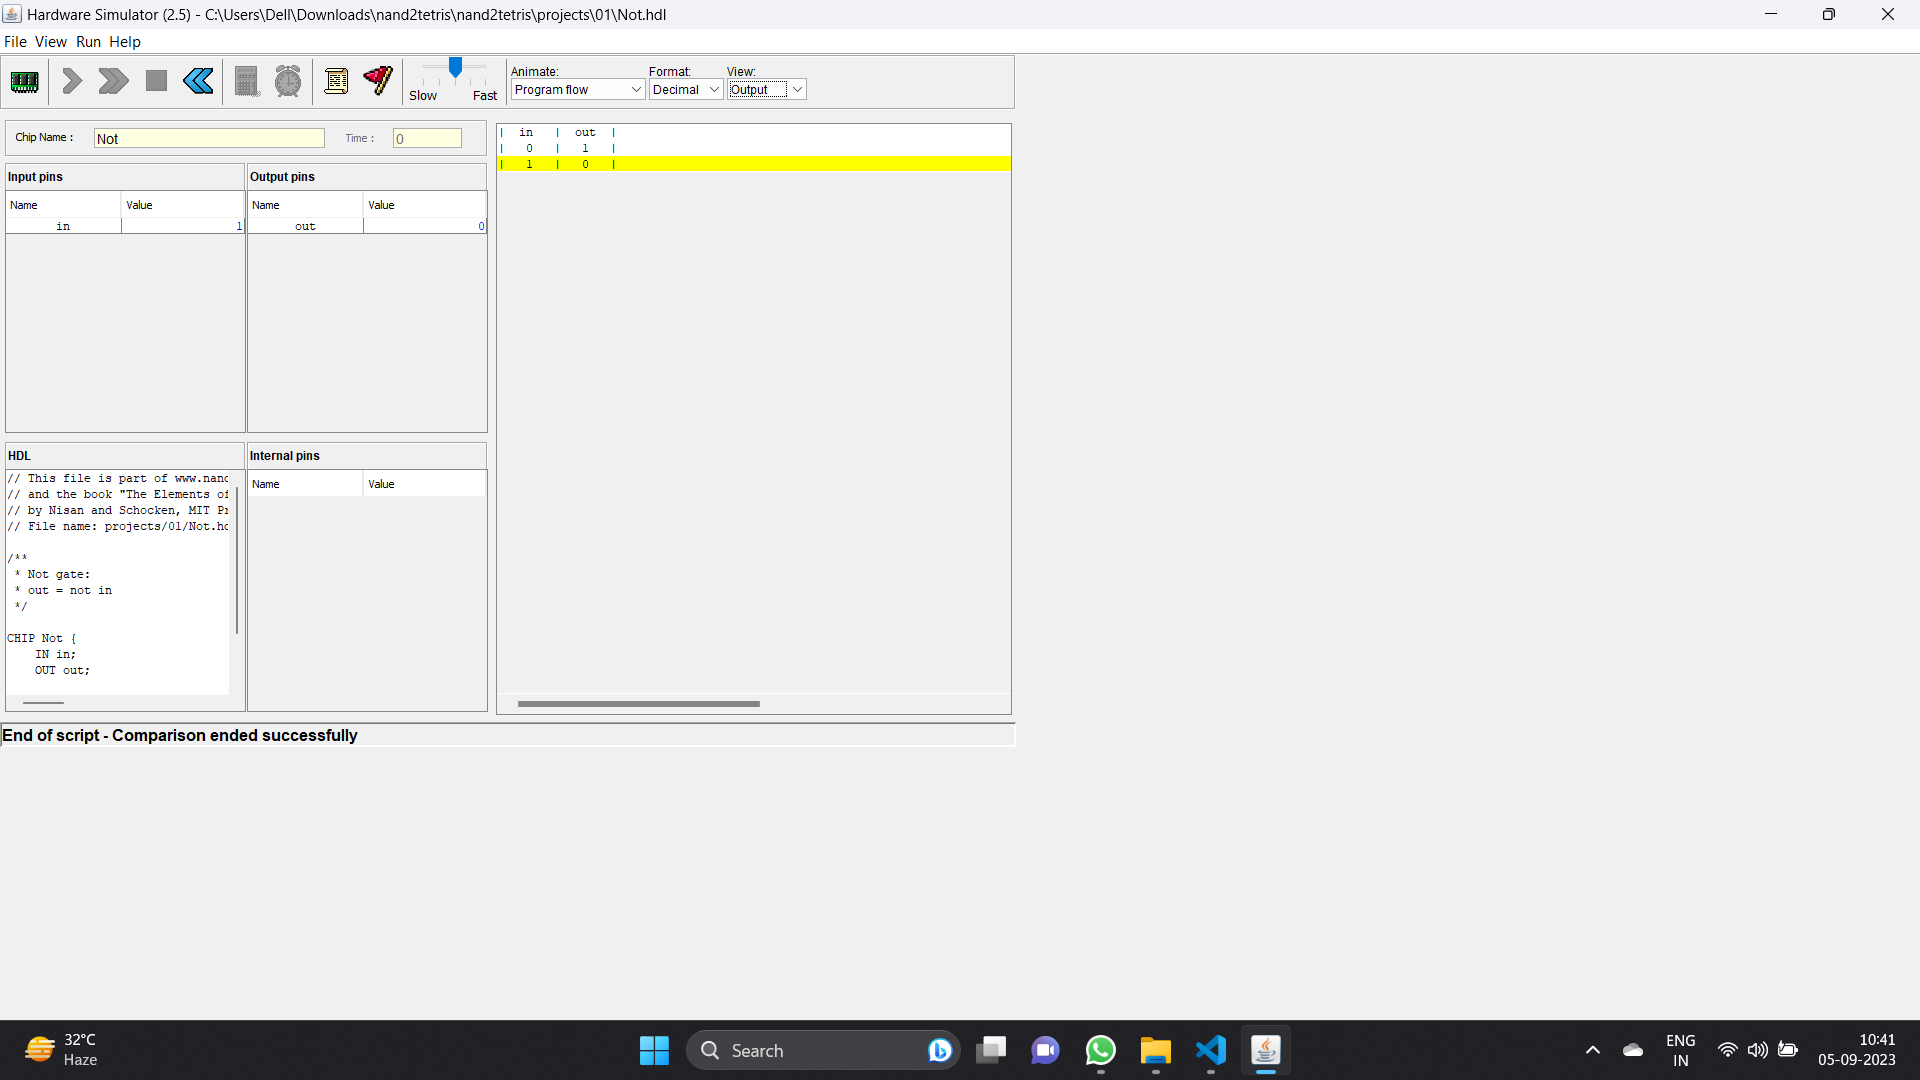 Hardware Simulator (2.5) - C:\Users\Dell\Downloads\nand2tetris\nand2tetris\projects\01\Not.hdl
File View Run Help
Slow Fast
Animate: Format: View:
Program flow Decimal Output
Chip Name : Not Time : 0
Input pins Output pins
Name Value Name Value
in 1 out 0
| in | out |
| 0 | 1 |
| 1 | 0 |
HDL Internal pins
Name Value
// This file is part of www.nand
// and the book "The Elements of
// by Nisan and Schocken, MIT Pr
// File name: projects/01/Not.hd
/**
* Not gate:
* out = not in
*/
CHIP Not {
IN in;
OUT out;
End of script - Comparison ended successfully
32°C
Haze
Search
ENG
IN
10:41
05-09-2023